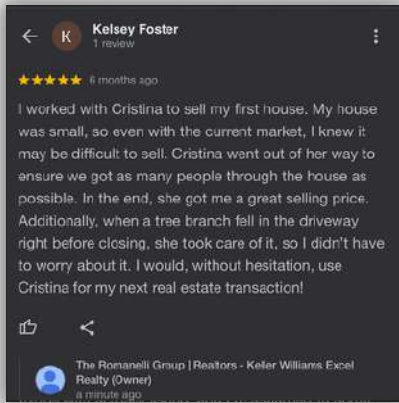 Kelsey Foster
K
1 review
6 months ago
I worked with Cristina to sell my first house. My house
was small, so even with the current market, I knew it
may be difficult to sell. Cristina went out of her way to
ensure we got as many people through the house as
possible. In the end, she got me a great selling price.
Additionally, when a tree branch fell in the driveway
right before closing, she took care of it, so I didn't have
to worry about it. I would, without hesitation, use
Cristina for my next real estate transaction!
The Romanelli Group | Realtors - Keller Williams Excel
Realty (Owner)
a minute ago